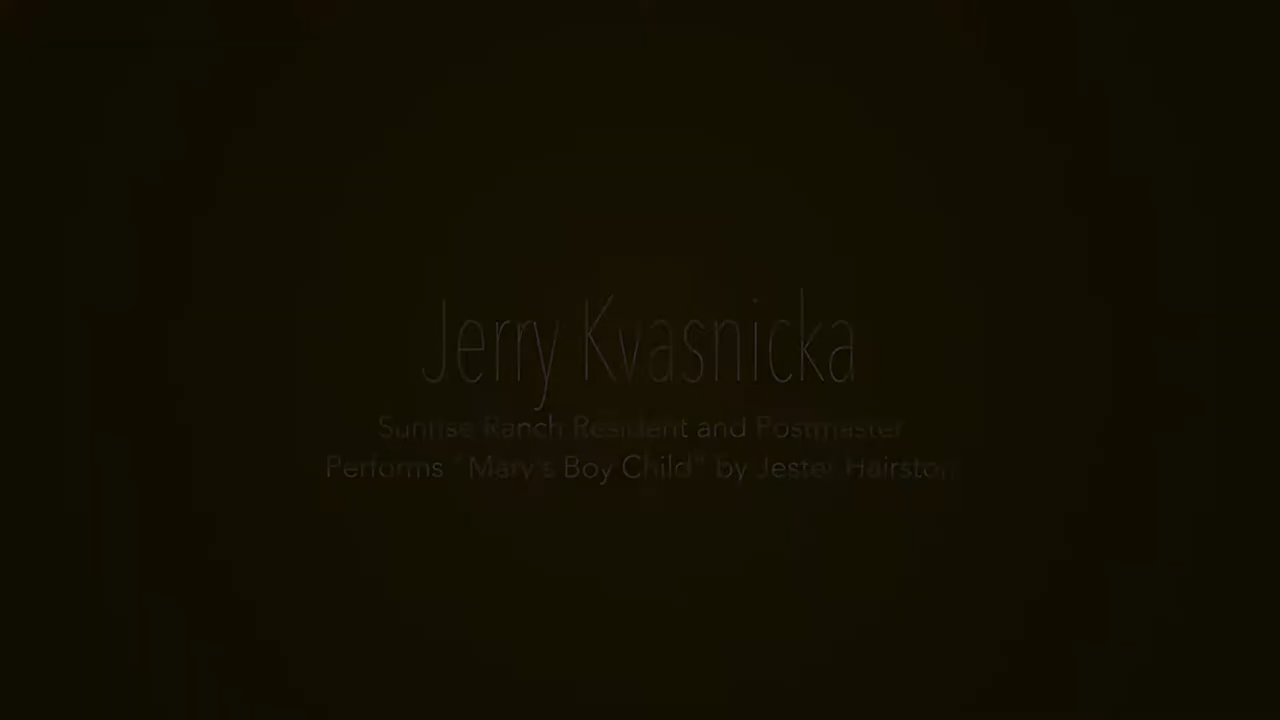 Jerry Kvasnicka
Sunrise Ranch Resident and Postmaster
Performs "Mary's Boy Child" by Jester Hairston